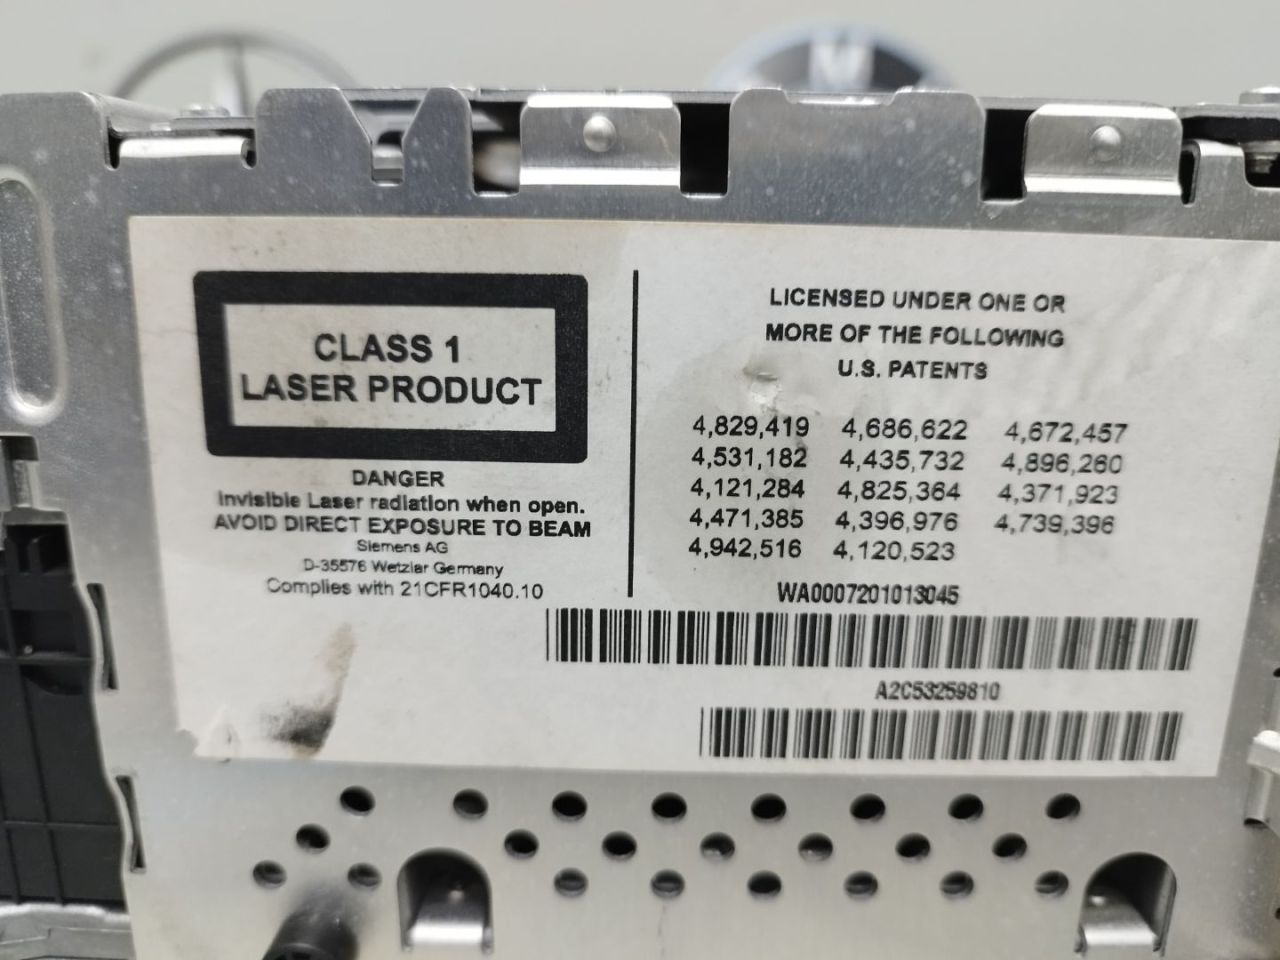 CLASS 1
LASER PRODUCT
DANGER
Invisible Laser radiation when open.
AVOID DIRECT EXPOSURE TO BEAM
Siemens AG
D-35576 Wetzlar Germany
Complies with 21CFR1040.10
LICENSED UNDER ONE OR
MORE OF THE FOLLOWING
U.S. PATENTS
4,829,419 4,686,622 4,672,457
4,531,182 4,435,732 4,896,260
4,121,284 4,825,364 4,371,923
4,471,385 4,396,976 4,739,396
4,942,516 4,120,523
WA0007201013045
A2C53259810